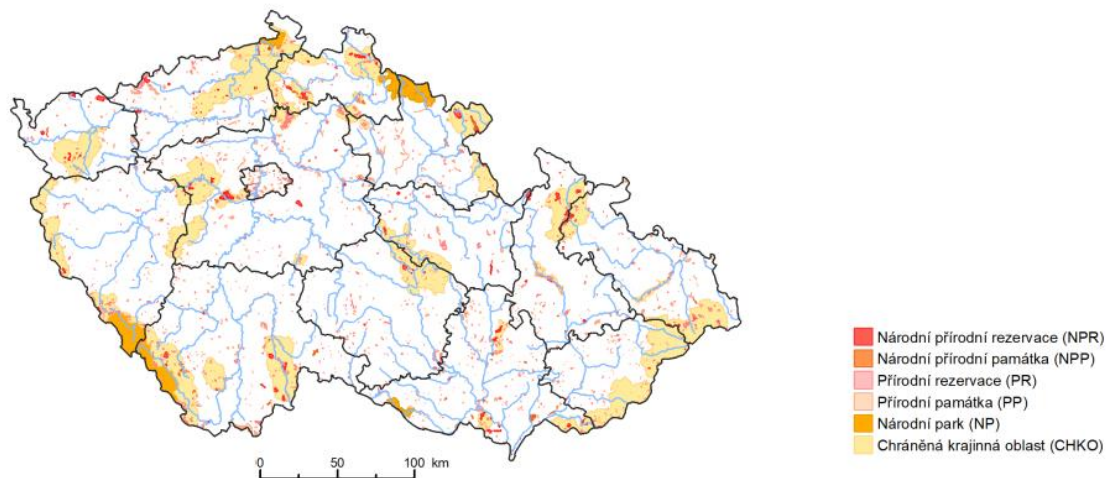 Národní přírodní rezervace (NPR)
Národní přírodní památka (NPP)
Přírodní rezervace (PR)
Přírodní památka (PP)
Národní park (NP)
Chráněná krajinná oblast (CHKO)
0 50 100 km